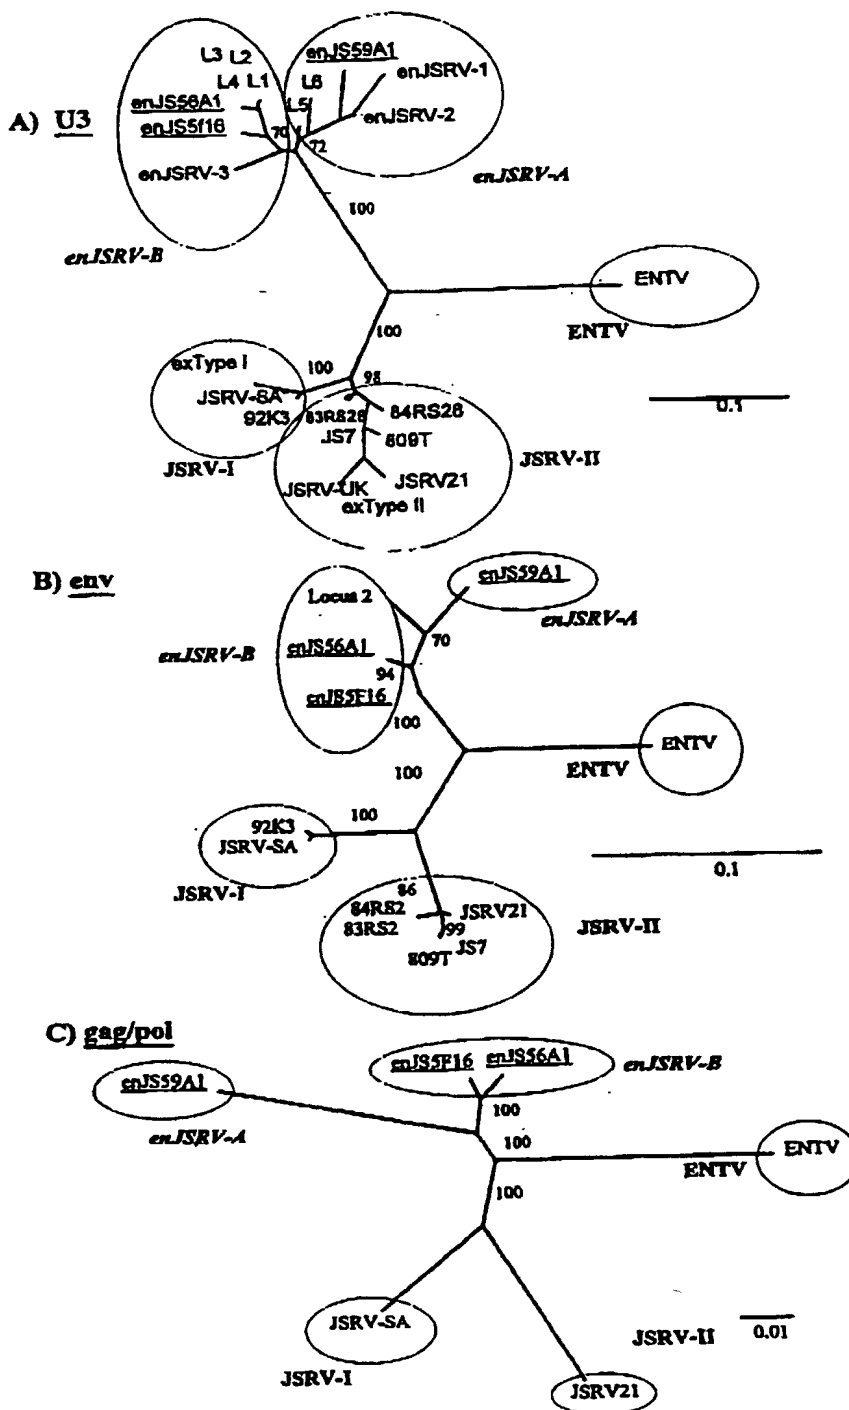 A) U3
L3 L2
L4 L1
enJS56A1
enJS5f16
enJSRV-3
enJSRV-B
70
enJS59A1
L6
L5
enJSRV-1
enJSRV-2
72
enJSRV-A
100
ENTV
ENTV
100
0.1
exType I
100
JSRV-SA
92K3
JSRV-I
98
83RS28
84RS28
JS7
809T
JSRV-UK
JSRV21
exType II
JSRV-II
B) env
Locus 2
enJS59A1
enJSRV-A
70
enJSRV-B
enJS56A1
94
enJS5F16
100
ENTV
ENTV
100
100
92K3
JSRV-SA
JSRV-I
0.1
86
84RS2
JSRV21
83RS2
99
JS7
809T
JSRV-II
C) gag/pol
enJS59A1
enJSRV-A
enJS5F16 enJS56A1
enJSRV-B
100
100
ENTV
ENTV
100
JSRV-SA
JSRV-I
JSRV-II
0.01
JSRV21